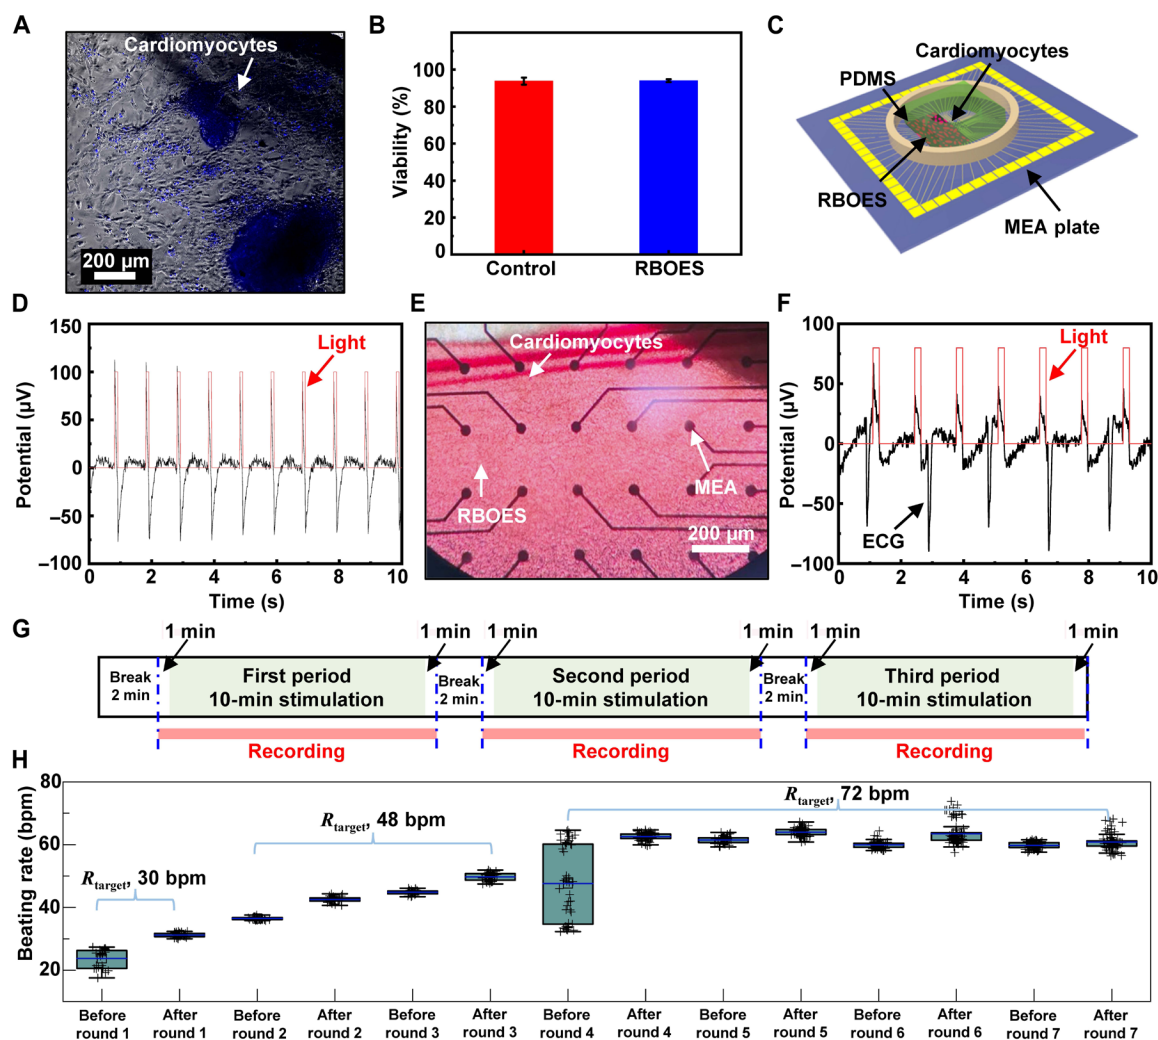 A
Cardiomyocytes
200 μm
B
Viability (%)
100
80
60
40
20
0
Control
RBOES
C
Cardiomyocytes
PDMS
RBOES
MEA plate
D
Potential (μV)
150
100
50
0
−50
−100
Light
0 2 4 6 8 10
Time (s)
E
Cardiomyocytes
MEA
RBOES
200 μm
F
Potential (μV)
100
50
0
−50
−100
Light
ECG
0 2 4 6 8 10
Time (s)
G
1 min 1 min 1 min 1 min 1 min 1 min
Break
2 min
First period
10-min stimulation
Break
2 min
Second period
10-min stimulation
Break
2 min
Third period
10-min stimulation
Recording Recording Recording
H
Beating rate (bpm)
80
60
40
20
Rtarget, 30 bpm
Rtarget, 48 bpm
Rtarget, 72 bpm
Before
round 1
After
round 1
Before
round 2
After
round 2
Before
round 3
After
round 3
Before
round 4
After
round 4
Before
round 5
After
round 5
Before
round 6
After
round 6
Before
round 7
After
round 7